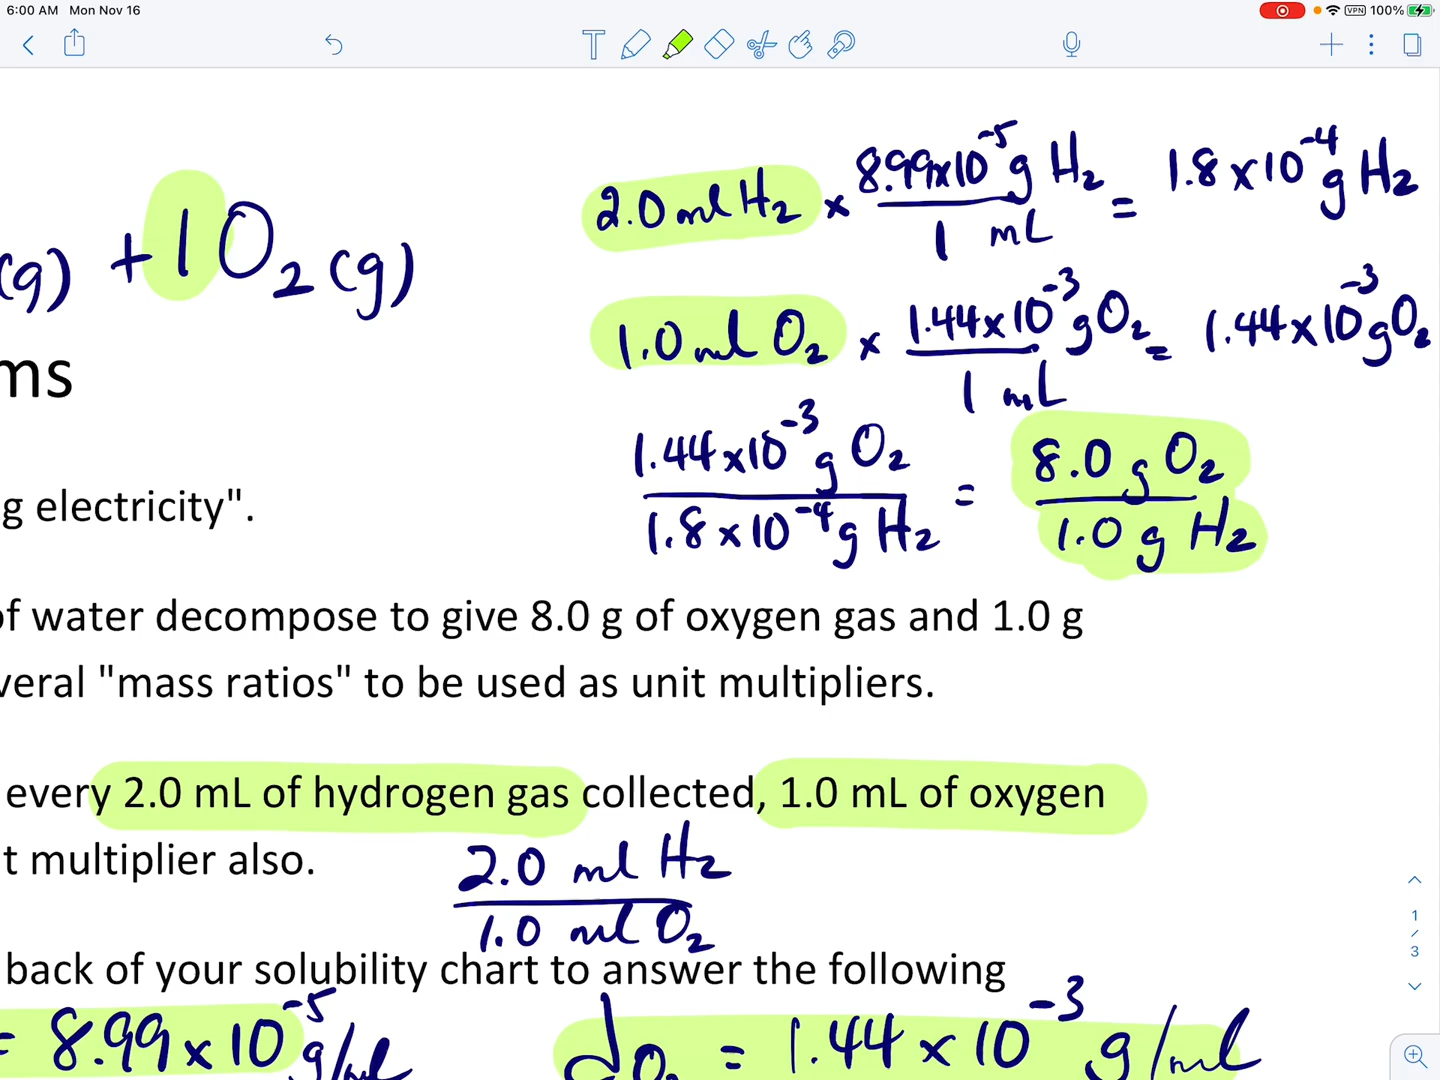 6:00 AM Mon Nov 16
VPN 100%
T
2.0 ml H₂ × 8.99×10⁻⁵ g H₂ / 1 mL = 1.8 × 10⁻⁴ g H₂
(g) + 1 O₂ (g)
1.0 ml O₂ × 1.44×10⁻³ g O₂ / 1 mL = 1.44×10⁻³ g O₂
ms
1.44×10⁻³ g O₂ / 1.8×10⁻⁴ g H₂ = 8.0 g O₂ / 1.0 g H₂
g electricity".
of water decompose to give 8.0 g of oxygen gas and 1.0 g
veral "mass ratios" to be used as unit multipliers.
every 2.0 mL of hydrogen gas collected, 1.0 mL of oxygen
t multiplier also.
2.0 ml H₂ / 1.0 ml O₂
1
/
3
back of your solubility chart to answer the following
= 8.99 × 10⁻⁵ g/ml
dO₂ = 1.44 × 10⁻³ g/ml